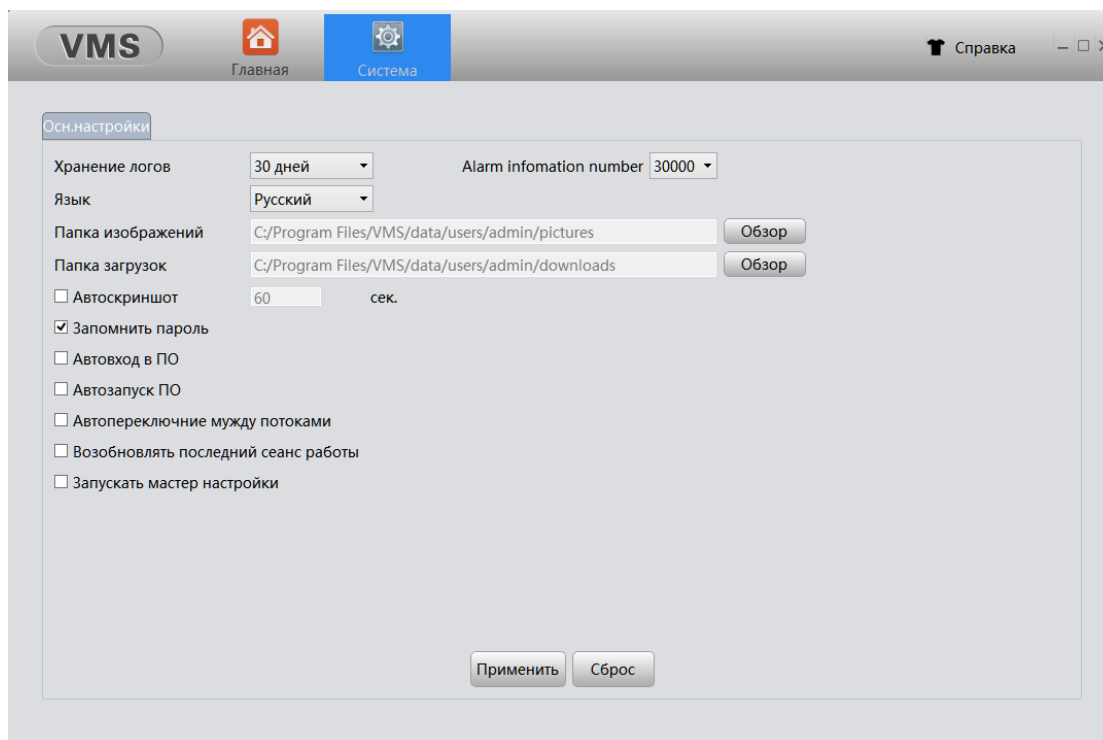 VMS
Главная
Система
Справка
Осн.настройки
Хранение логов 30 дней Alarm infomation number 30000
Язык Русский
Папка изображений C:/Program Files/VMS/data/users/admin/pictures Обзор
Папка загрузок C:/Program Files/VMS/data/users/admin/downloads Обзор
Автоскриншот 60 сек.
Запомнить пароль
Автовход в ПО
Автозапуск ПО
Автопереключние мужду потоками
Возобновлять последний сеанс работы
Запускать мастер настройки
Применить Сброс